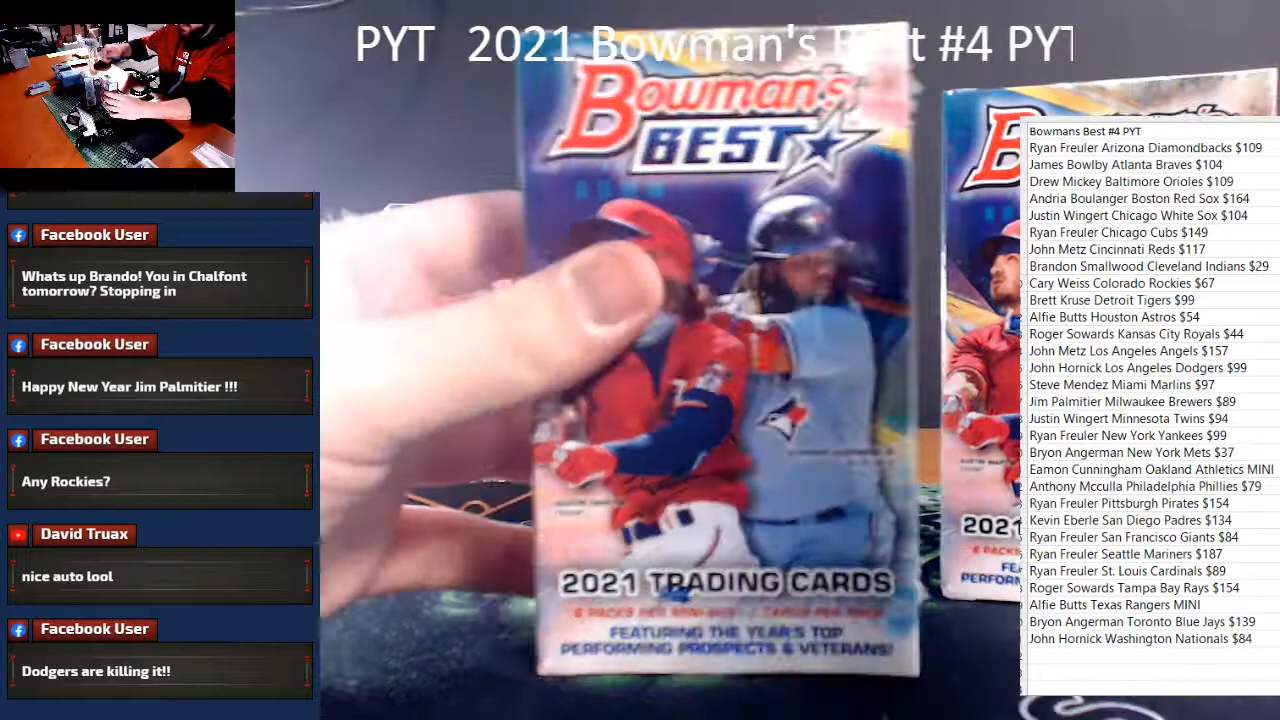 PYT 2021 Bowman's Best #4 PYT
Facebook User
Whats up Brando! You in Chalfont
tomorrow? Stopping in
Facebook User
Happy New Year Jim Palmitier !!!
Facebook User
Any Rockies?
David Truax
nice auto lool
Facebook User
Dodgers are killing it!!
Bowman's
BEST
2021 TRADING CARDS
FEATURING THE YEAR'S TOP
PERFORMING PROSPECTS & VETERANS!
B
2021
6 PACKS
PERFORM
Bowmans Best #4 PYT
Ryan Freuler Arizona Diamondbacks $109
James Bowlby Atlanta Braves $104
Drew Mickey Baltimore Orioles $109
Andria Boulanger Boston Red Sox $164
Justin Wingert Chicago White Sox $104
Ryan Freuler Chicago Cubs $149
John Metz Cincinnati Reds $117
Brandon Smallwood Cleveland Indians $29
Cary Weiss Colorado Rockies $67
Brett Kruse Detroit Tigers $99
Alfie Butts Houston Astros $54
Roger Sowards Kansas City Royals $44
John Metz Los Angeles Angels $157
John Hornick Los Angeles Dodgers $99
Steve Mendez Miami Marlins $97
Jim Palmitier Milwaukee Brewers $89
Justin Wingert Minnesota Twins $94
Ryan Freuler New York Yankees $99
Bryon Angerman New York Mets $37
Eamon Cunningham Oakland Athletics MINI
Anthony Mcculla Philadelphia Phillies $79
Ryan Freuler Pittsburgh Pirates $154
Kevin Eberle San Diego Padres $134
Ryan Freuler San Francisco Giants $84
Ryan Freuler Seattle Mariners $187
Ryan Freuler St. Louis Cardinals $89
Roger Sowards Tampa Bay Rays $154
Alfie Butts Texas Rangers MINI
Bryon Angerman Toronto Blue Jays $139
John Hornick Washington Nationals $84